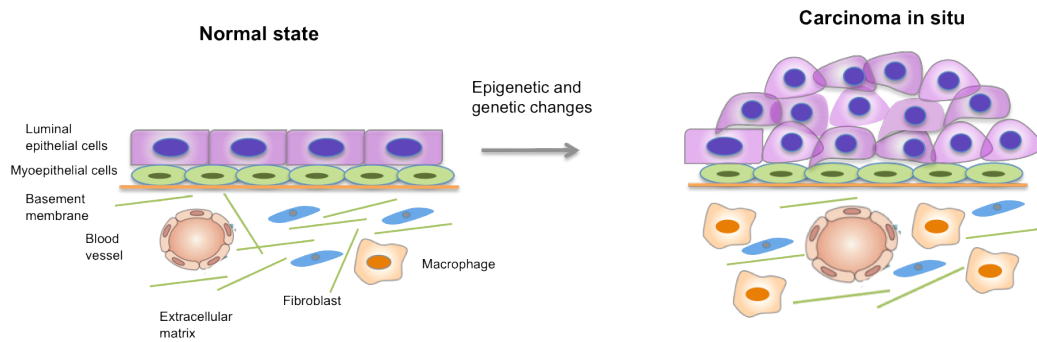 Normal state
Carcinoma in situ
Epigenetic and
genetic changes
Luminal
epithelial cells
Myoepithelial cells
Basement
membrane
Blood
vessel
Macrophage
Fibroblast
Extracellular
matrix